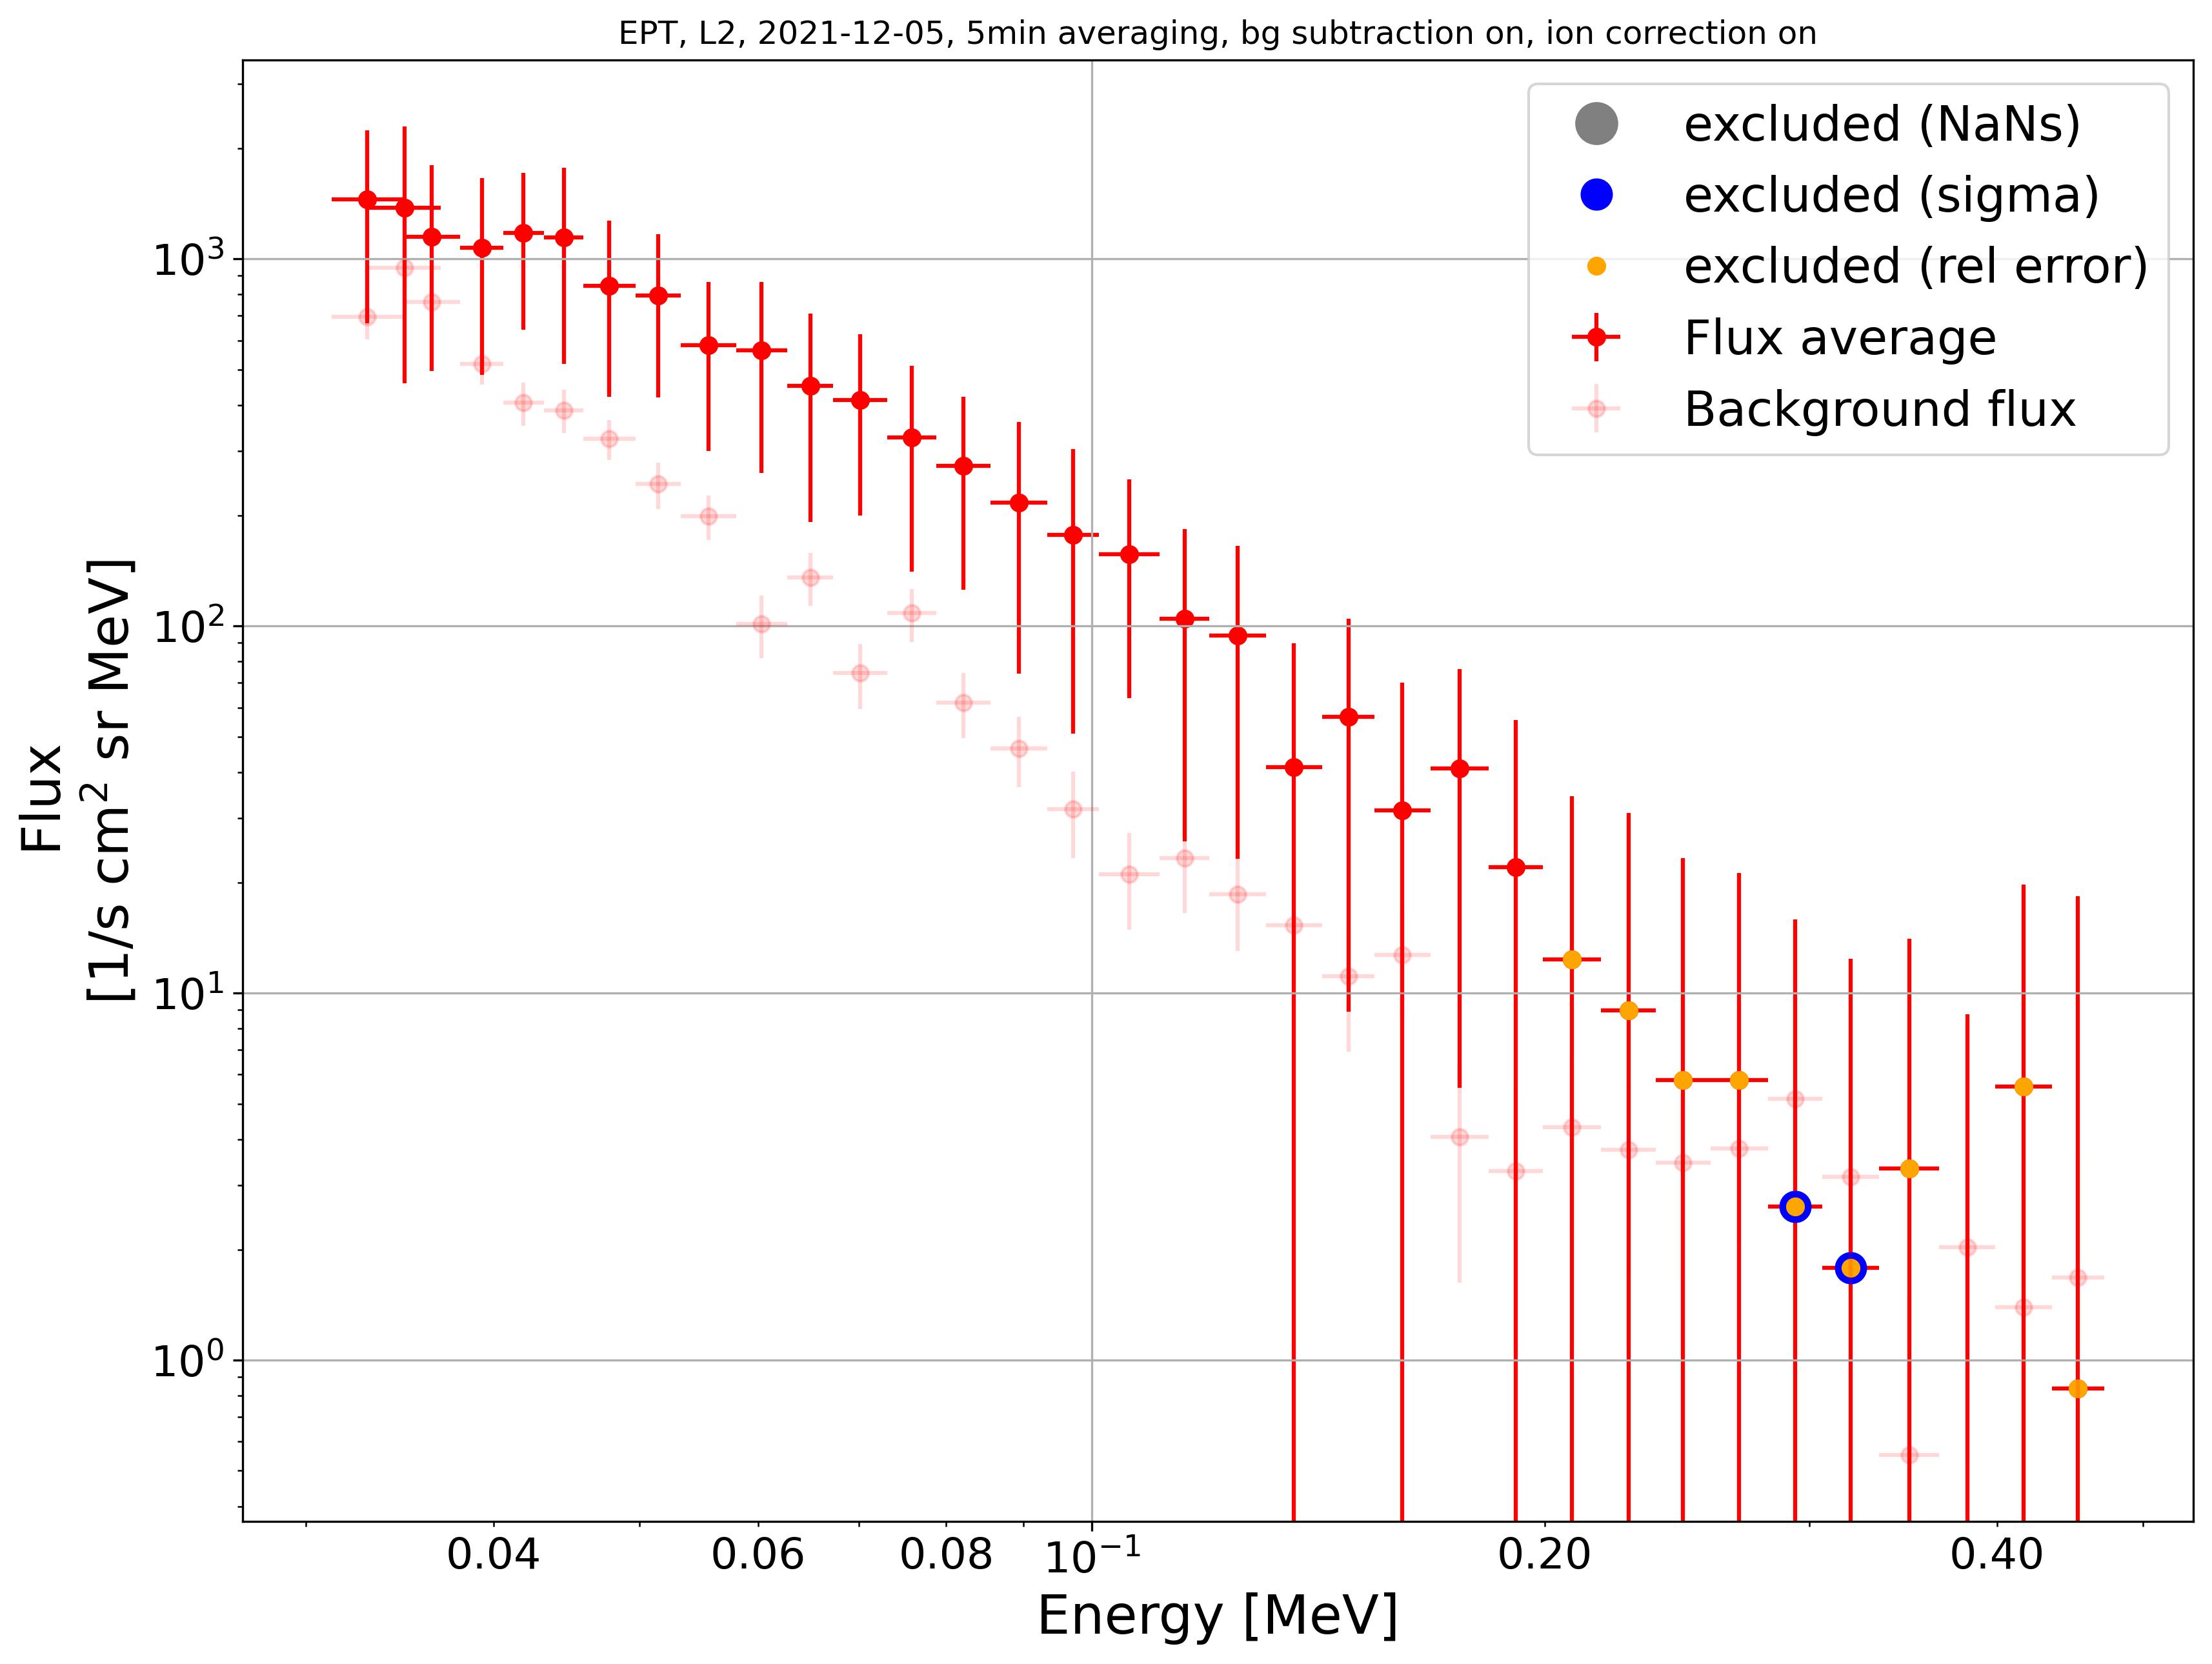 EPT, L2, 2021-12-05, 5min averaging, bg subtraction on, ion correction on
excluded (NaNs)
excluded (sigma)
excluded (rel error)
Flux average
Background flux
Flux
[1/s cm² sr MeV]
10³
10²
10¹
10⁰
0.04
0.06
0.08
10⁻¹
0.20
0.40
Energy [MeV]